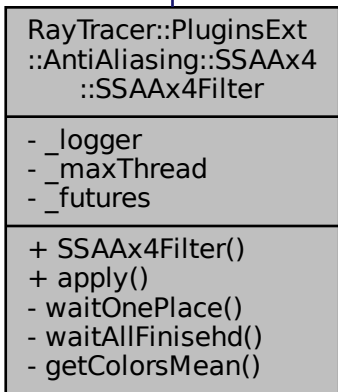 RayTracer::PluginsExt
::AntiAliasing::SSAAx4
::SSAAx4Filter
- _logger
- _maxThread
- _futures
+ SSAAx4Filter()
+ apply()
- waitOnePlace()
- waitAllFinisehd()
- getColorsMean()